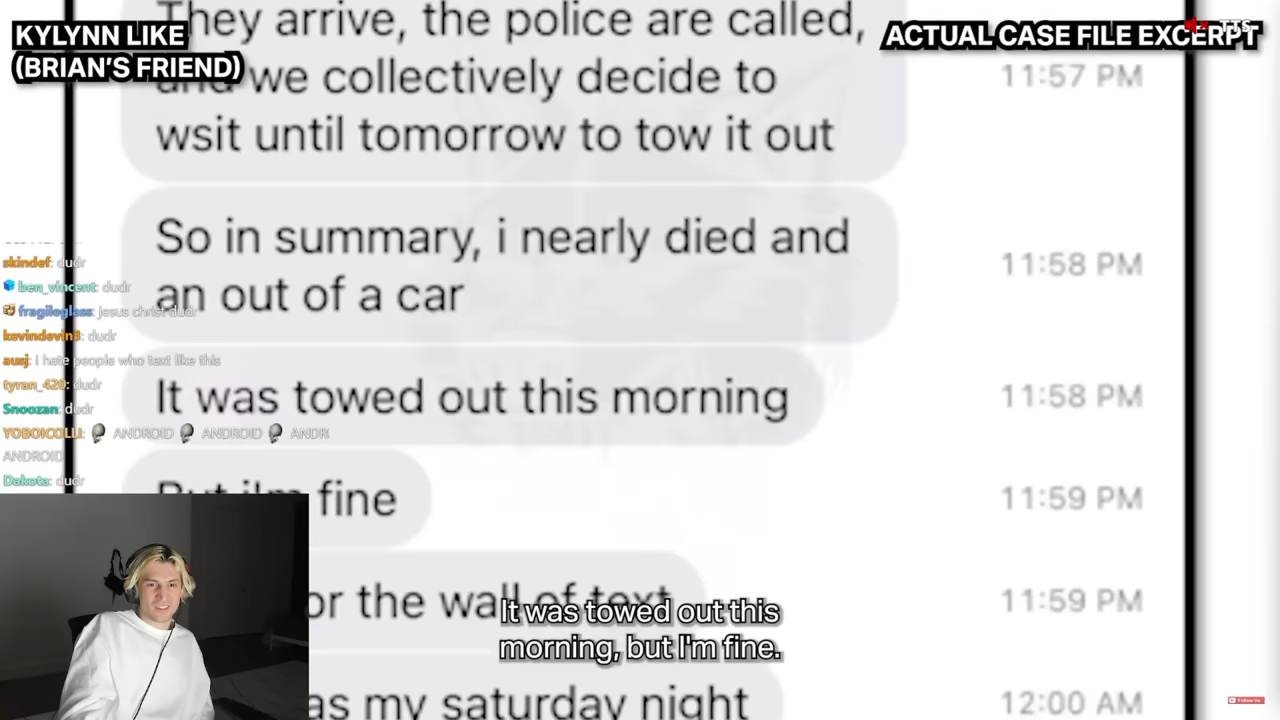 KYLYNN LIKE
(BRIAN'S FRIEND)
ACTUAL CASE FILE EXCERPT
TTS
They arrive, the police are called,
and we collectively decide to
wsit until tomorrow to tow it out
11:57 PM
So in summary, i nearly died and
an out of a car
11:58 PM
It was towed out this morning
11:58 PM
But i'm fine
11:59 PM
or the wall of text
11:59 PM
as my saturday night
12:00 AM
skindef: dudr
ben_vincent: dudr
fragileglass: jesus christ dudr
kevindevin3: dudr
ausj: i hate people who text like this
tyran_420: dudr
Snoozan: dudr
YOBOICOLLI: ANDROID ANDROID ANDR
ANDROID
Dakota: dudr
It was towed out this
morning, but I'm fine.